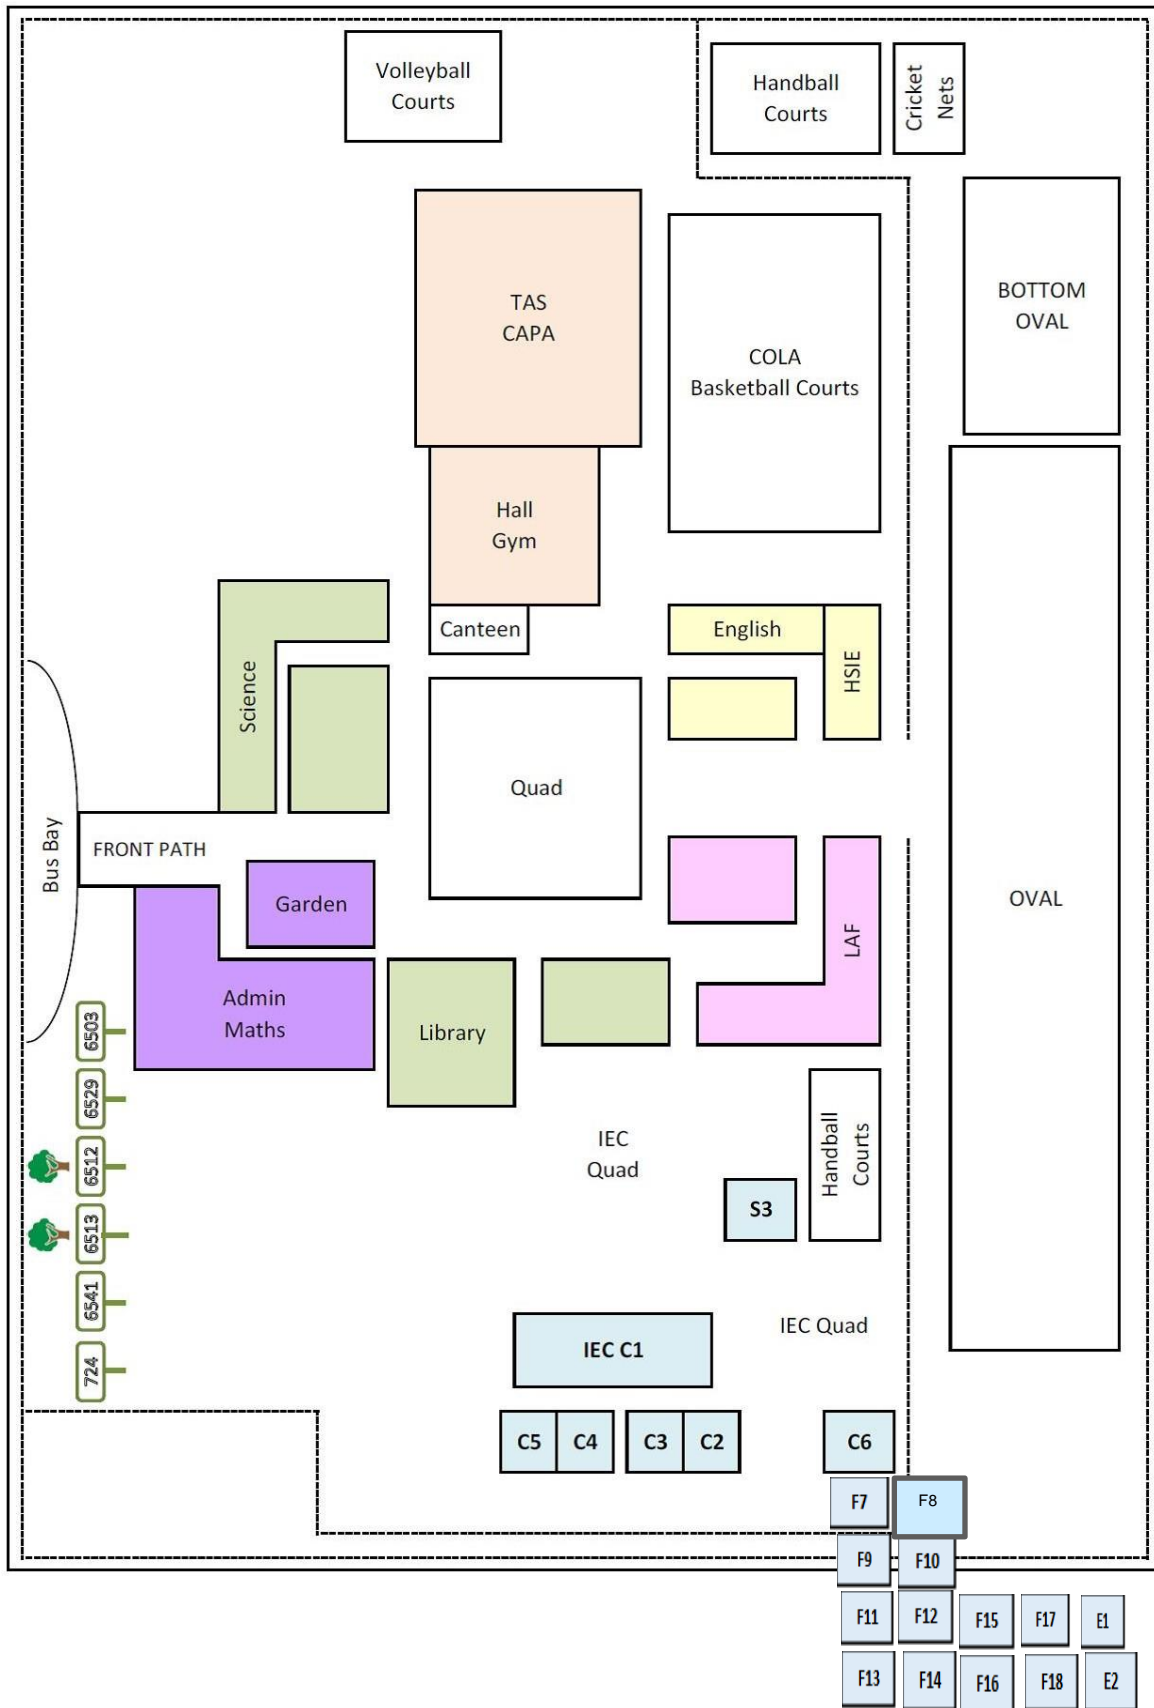 Volleyball
Courts
Handball
Courts
Cricket
Nets
TAS
CAPA
COLA
Basketball Courts
BOTTOM
OVAL
Hall
Gym
Canteen
English
HSIE
Science
Quad
Bus Bay
FRONT PATH
Garden
LAF
OVAL
Admin
Maths
Library
6503
6529
6512
6513
6541
724
IEC
Quad
Handball
Courts
S3
IEC Quad
IEC C1
C5 C4 C3 C2 C6
F7 F8
F9 F10
F11 F12 F15 F17 E1
F13 F14 F16 F18 E2